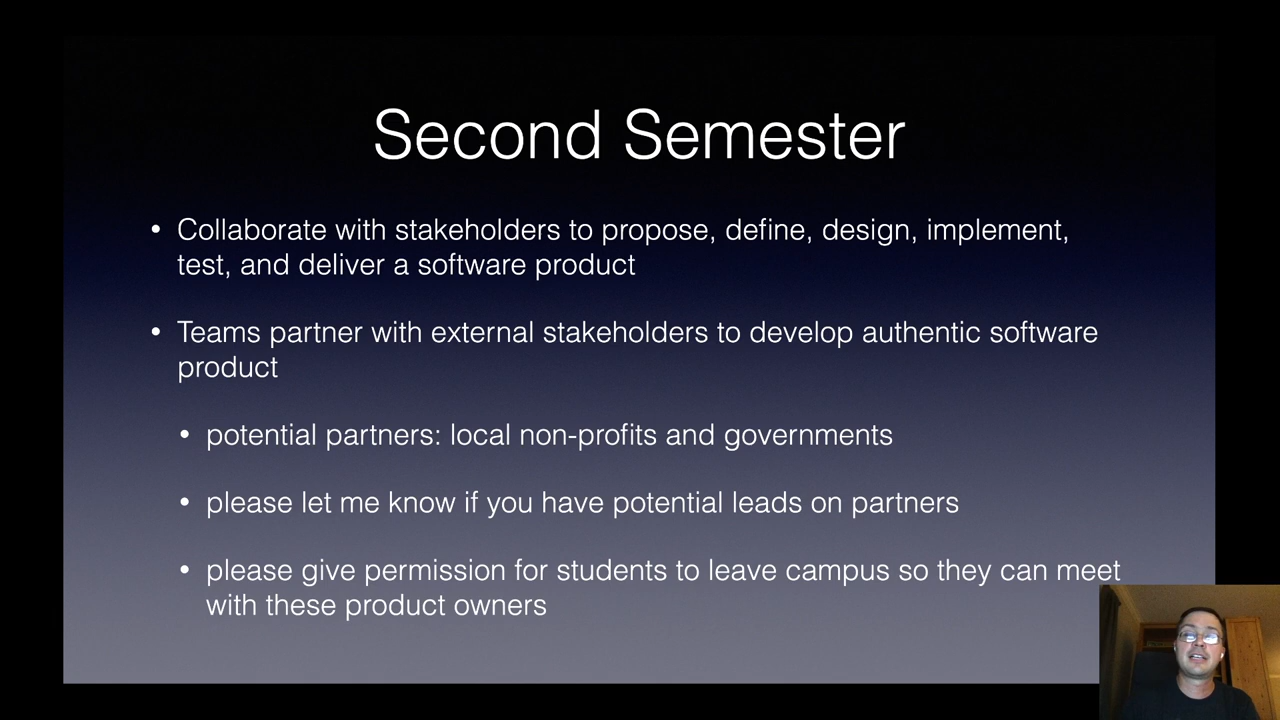 Second Semester
• Collaborate with stakeholders to propose, define, design, implement,
test, and deliver a software product
• Teams partner with external stakeholders to develop authentic software
product
• potential partners: local non-profits and governments
• please let me know if you have potential leads on partners
• please give permission for students to leave campus so they can meet
with these product owners